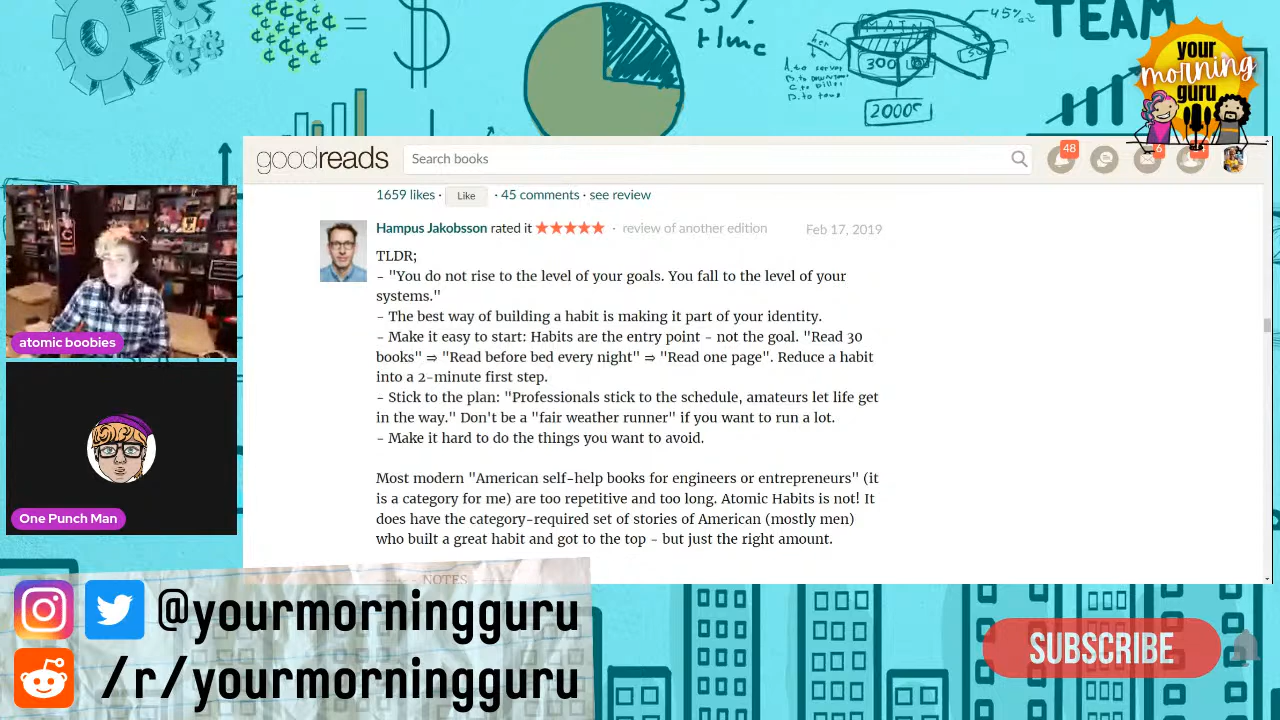 25%
time
MATH
45%
TEAM
300
2000
your
morning
guru
goodreads
Search books
48
6
1659 likes · Like · 45 comments · see review
Hampus Jakobsson rated it ★★★★★ · review of another edition
Feb 17, 2019
TLDR;
- "You do not rise to the level of your goals. You fall to the level of your
systems."
- The best way of building a habit is making it part of your identity.
- Make it easy to start: Habits are the entry point - not the goal. "Read 30
books" ⇒ "Read before bed every night" ⇒ "Read one page". Reduce a habit
into a 2-minute first step.
- Stick to the plan: "Professionals stick to the schedule, amateurs let life get
in the way." Don't be a "fair weather runner" if you want to run a lot.
- Make it hard to do the things you want to avoid.
Most modern "American self-help books for engineers or entrepreneurs" (it
is a category for me) are too repetitive and too long. Atomic Habits is not! It
does have the category-required set of stories of American (mostly men)
who built a great habit and got to the top - but just the right amount.
NOTES
atomic boobies
One Punch Man
@yourmorningguru
/r/yourmorningguru
SUBSCRIBE